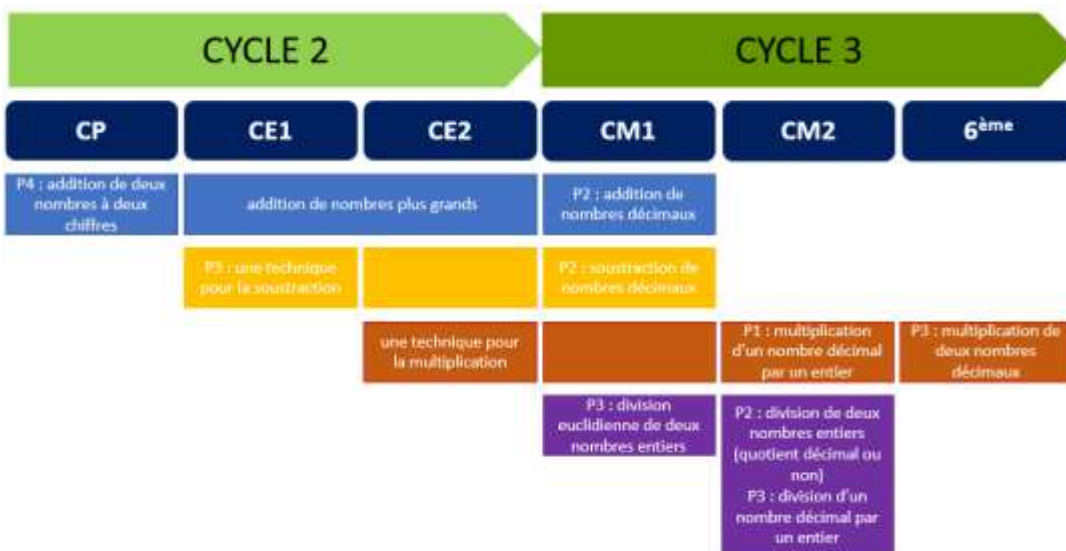 CYCLE 2
CYCLE 3
CP
CE1
CE2
CM1
CM2
6ème
P4 : addition de deux
nombres à deux
chiffres
addition de nombres plus grands
P2 : addition de
nombres décimaux
P3 : une technique
pour la soustraction
P2 : soustraction de
nombres décimaux
une technique pour
la multiplication
P1 : multiplication
d'un nombre décimal
par un entier
P3 : multiplication de
deux nombres
décimaux
P3 : division
euclidienne de deux
nombres entiers
P2 : division de deux
nombres entiers
(quotient décimal ou
non)
P3 : division d'un
nombre décimal par
un entier